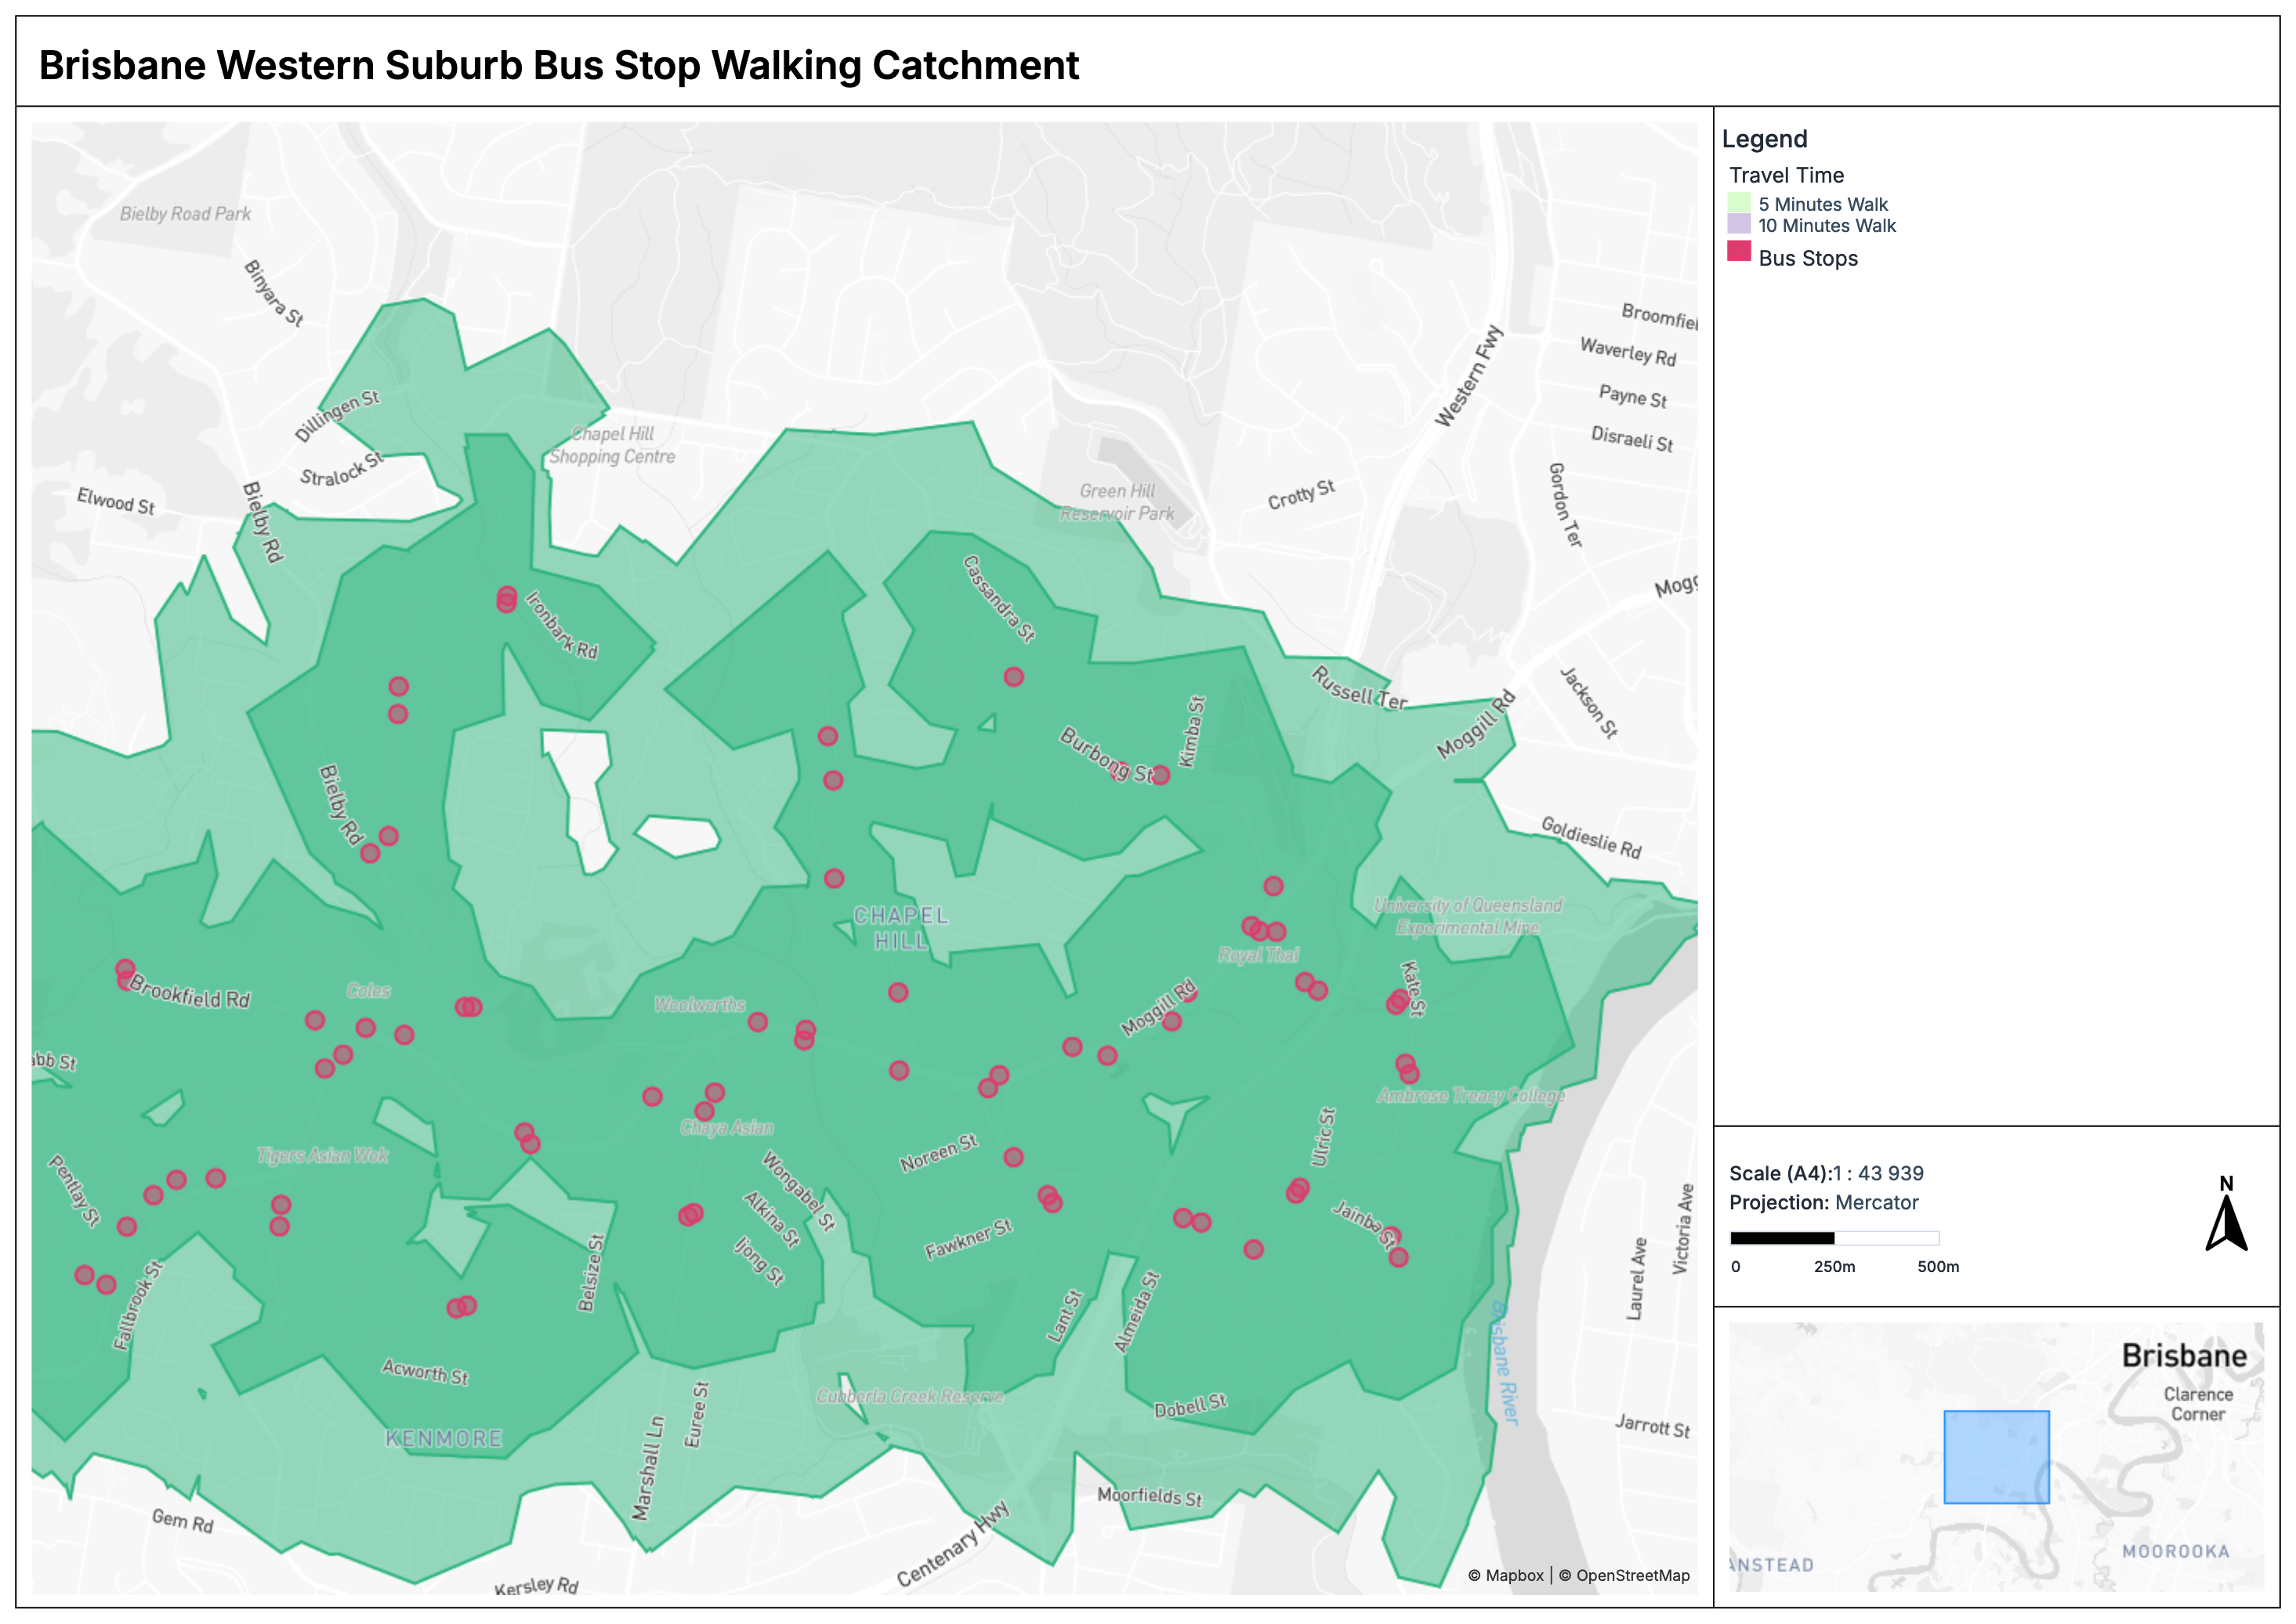 Brisbane Western Suburb Bus Stop Walking Catchment
Bielby Road Park
Binyara St
Dillingen St
Stralock St
Elwood St
Bielby Rd
Chapel Hill
Shopping Centre
Green Hill
Reservoir Park
Crotty St
Western Fwy
Broomfiel
Waverley Rd
Payne St
Disraeli St
Gordon Ter
Mogg
Jackson St
Ironbark Rd
Cassandra St
Russell Ter
Moggill Rd
Kimba St
Burbong St
Bielby Rd
Goldieslie Rd
CHAPEL
HILL
University of Queensland
Experimental Mine
Royal Thai
Brookfield Rd
Coles
Woolworths
Moggill Rd
Kate St
abb St
Ambrose Treacy College
Chaya Asian
Tigers Asian Wok
Noreen St
Ulric St
Pentlay St
Wongabel St
Alkina St
Ijong St
Fawkner St
Jainba St
Belsize St
Fallbrook St
Lant St
Almeida St
Victoria Ave
Laurel Ave
Brisbane River
Acworth St
Euree St
Cubberla Creek Reserve
Dobell St
KENMORE
Marshall Ln
Jarrott St
Gem Rd
Moorfields St
Centenary Hwy
Kersley Rd
© Mapbox | © OpenStreetMap
Legend
Travel Time
5 Minutes Walk
10 Minutes Walk
Bus Stops
Scale (A4):1 : 43 939
Projection: Mercator
N
0 250m 500m
Brisbane
Clarence
Corner
ANSTEAD
MOOROOKA